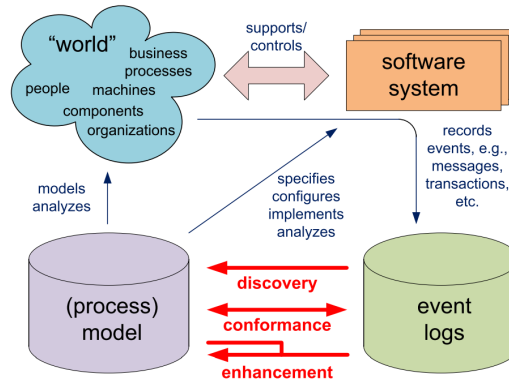 “world”
business
processes
people
machines
components
organizations
supports/
controls
software
system
records
events, e.g.,
messages,
transactions,
etc.
models
analyzes
specifies
configures
implements
analyzes
(process)
model
discovery
conformance
enhancement
event
logs